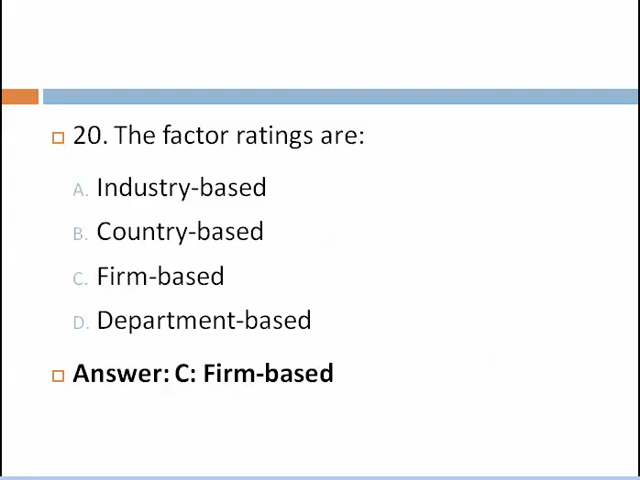 20. The factor ratings are:
A. Industry-based
B. Country-based
C. Firm-based
D. Department-based
Answer: C: Firm-based